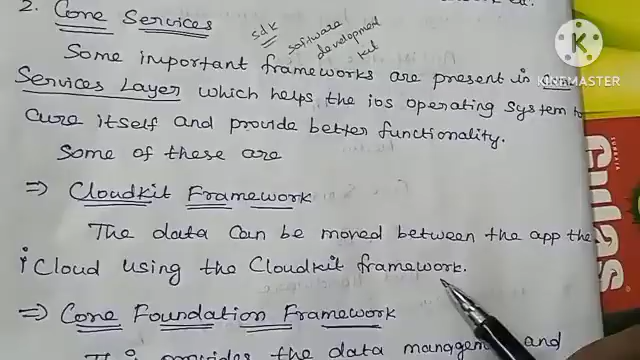 2. Core Services
sdk
software
development
kit
Some important frameworks are present in
Services Layer which helps the ios operating system to
cure itself and provide better functionality.
Some of these are
⇒ Cloudkit Framework
The data can be moved between the app the
iCloud using the Cloudkit framework.
⇒ Core Foundation Framework
provides the data management and
KINEMASTER